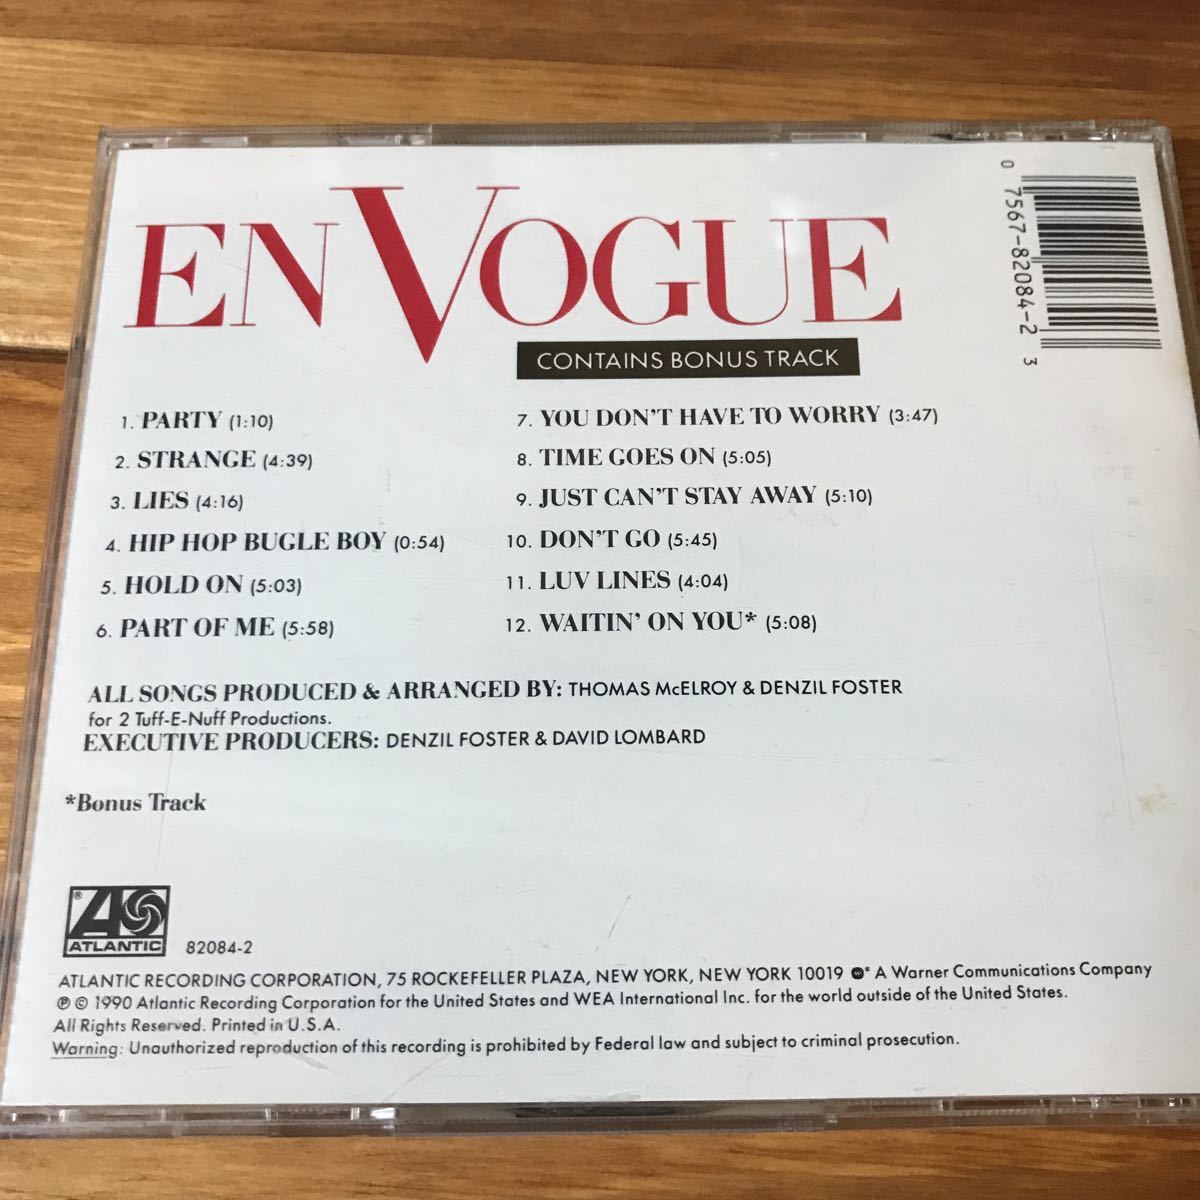 EN VOGUE
CONTAINS BONUS TRACK
0 7567-82084-2 3
1. PARTY (1:10)
2. STRANGE (4:39)
3. LIES (4:16)
4. HIP HOP BUGLE BOY (0:54)
5. HOLD ON (5:03)
6. PART OF ME (5:58)
7. YOU DON'T HAVE TO WORRY (3:47)
8. TIME GOES ON (5:05)
9. JUST CAN'T STAY AWAY (5:10)
10. DON'T GO (5:45)
11. LUV LINES (4:04)
12. WAITIN' ON YOU* (5:08)
ALL SONGS PRODUCED & ARRANGED BY: THOMAS McELROY & DENZIL FOSTER
for 2 Tuff-E-Nuff Productions.
EXECUTIVE PRODUCERS: DENZIL FOSTER & DAVID LOMBARD
*Bonus Track
® A
ATLANTIC 82084-2
ATLANTIC RECORDING CORPORATION, 75 ROCKEFELLER PLAZA, NEW YORK, NEW YORK 10019 ® A Warner Communications Company
℗ © 1990 Atlantic Recording Corporation for the United States and WEA International Inc. for the world outside of the United States.
All Rights Reserved. Printed in U.S.A.
Warning: Unauthorized reproduction of this recording is prohibited by Federal law and subject to criminal prosecution.